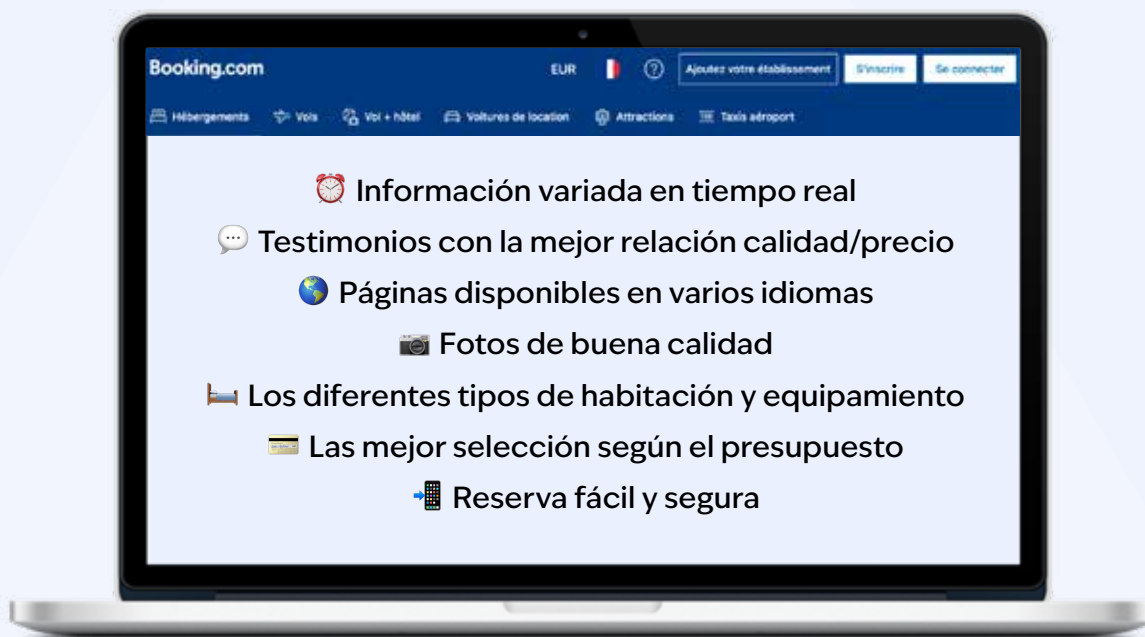 Booking.com
EUR
Ajoutez votre établissement
S'inscrire
Se connecter
Hébergements
Vols
Vol + hôtel
Voitures de location
Attractions
Taxis aéroport
Información variada en tiempo real
Testimonios con la mejor relación calidad/precio
Páginas disponibles en varios idiomas
Fotos de buena calidad
Los diferentes tipos de habitación y equipamiento
Las mejor selección según el presupuesto
Reserva fácil y segura